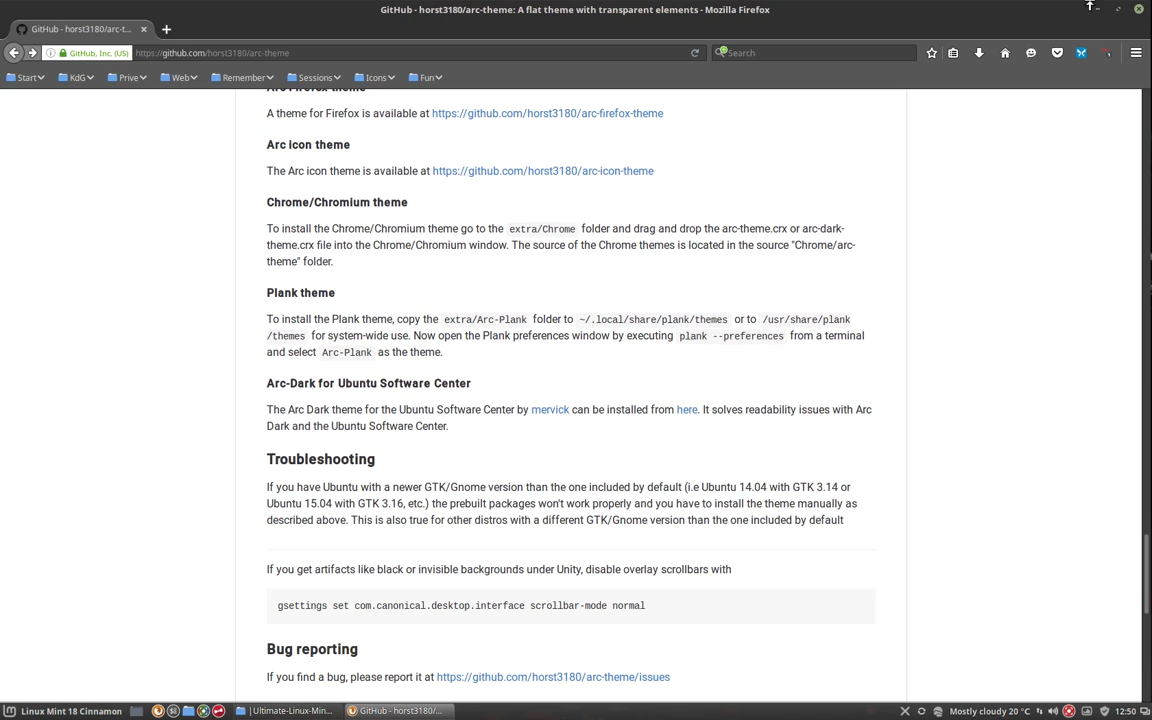 GitHub - horst3180/arc-theme: A flat theme with transparent elements - Mozilla Firefox
GitHub - horst3180/arc-t...
GitHub, Inc. (US) https://github.com/horst3180/arc-theme Search
Start KdG Prive Web Remember Sessions Icons Fun
Arc Firefox theme
A theme for Firefox is available at https://github.com/horst3180/arc-firefox-theme
Arc icon theme
The Arc icon theme is available at https://github.com/horst3180/arc-icon-theme
Chrome/Chromium theme
To install the Chrome/Chromium theme go to the extra/Chrome folder and drag and drop the arc-theme.crx or arc-dark-
theme.crx file into the Chrome/Chromium window. The source of the Chrome themes is located in the source "Chrome/arc-
theme" folder.
Plank theme
To install the Plank theme, copy the extra/Arc-Plank folder to ~/.local/share/plank/themes or to /usr/share/plank
/themes for system-wide use. Now open the Plank preferences window by executing plank --preferences from a terminal
and select Arc-Plank as the theme.
Arc-Dark for Ubuntu Software Center
The Arc Dark theme for the Ubuntu Software Center by mervick can be installed from here. It solves readability issues with Arc
Dark and the Ubuntu Software Center.
Troubleshooting
If you have Ubuntu with a newer GTK/Gnome version than the one included by default (i.e Ubuntu 14.04 with GTK 3.14 or
Ubuntu 15.04 with GTK 3.16, etc.) the prebuilt packages won't work properly and you have to install the theme manually as
described above. This is also true for other distros with a different GTK/Gnome version than the one included by default
If you get artifacts like black or invisible backgrounds under Unity, disable overlay scrollbars with
gsettings set com.canonical.desktop.interface scrollbar-mode normal
Bug reporting
If you find a bug, please report it at https://github.com/horst3180/arc-theme/issues
Linux Mint 18 Cinnamon |Ultimate-Linux-Min... GitHub - horst3180/arc-... Mostly cloudy 20 °C 12:50